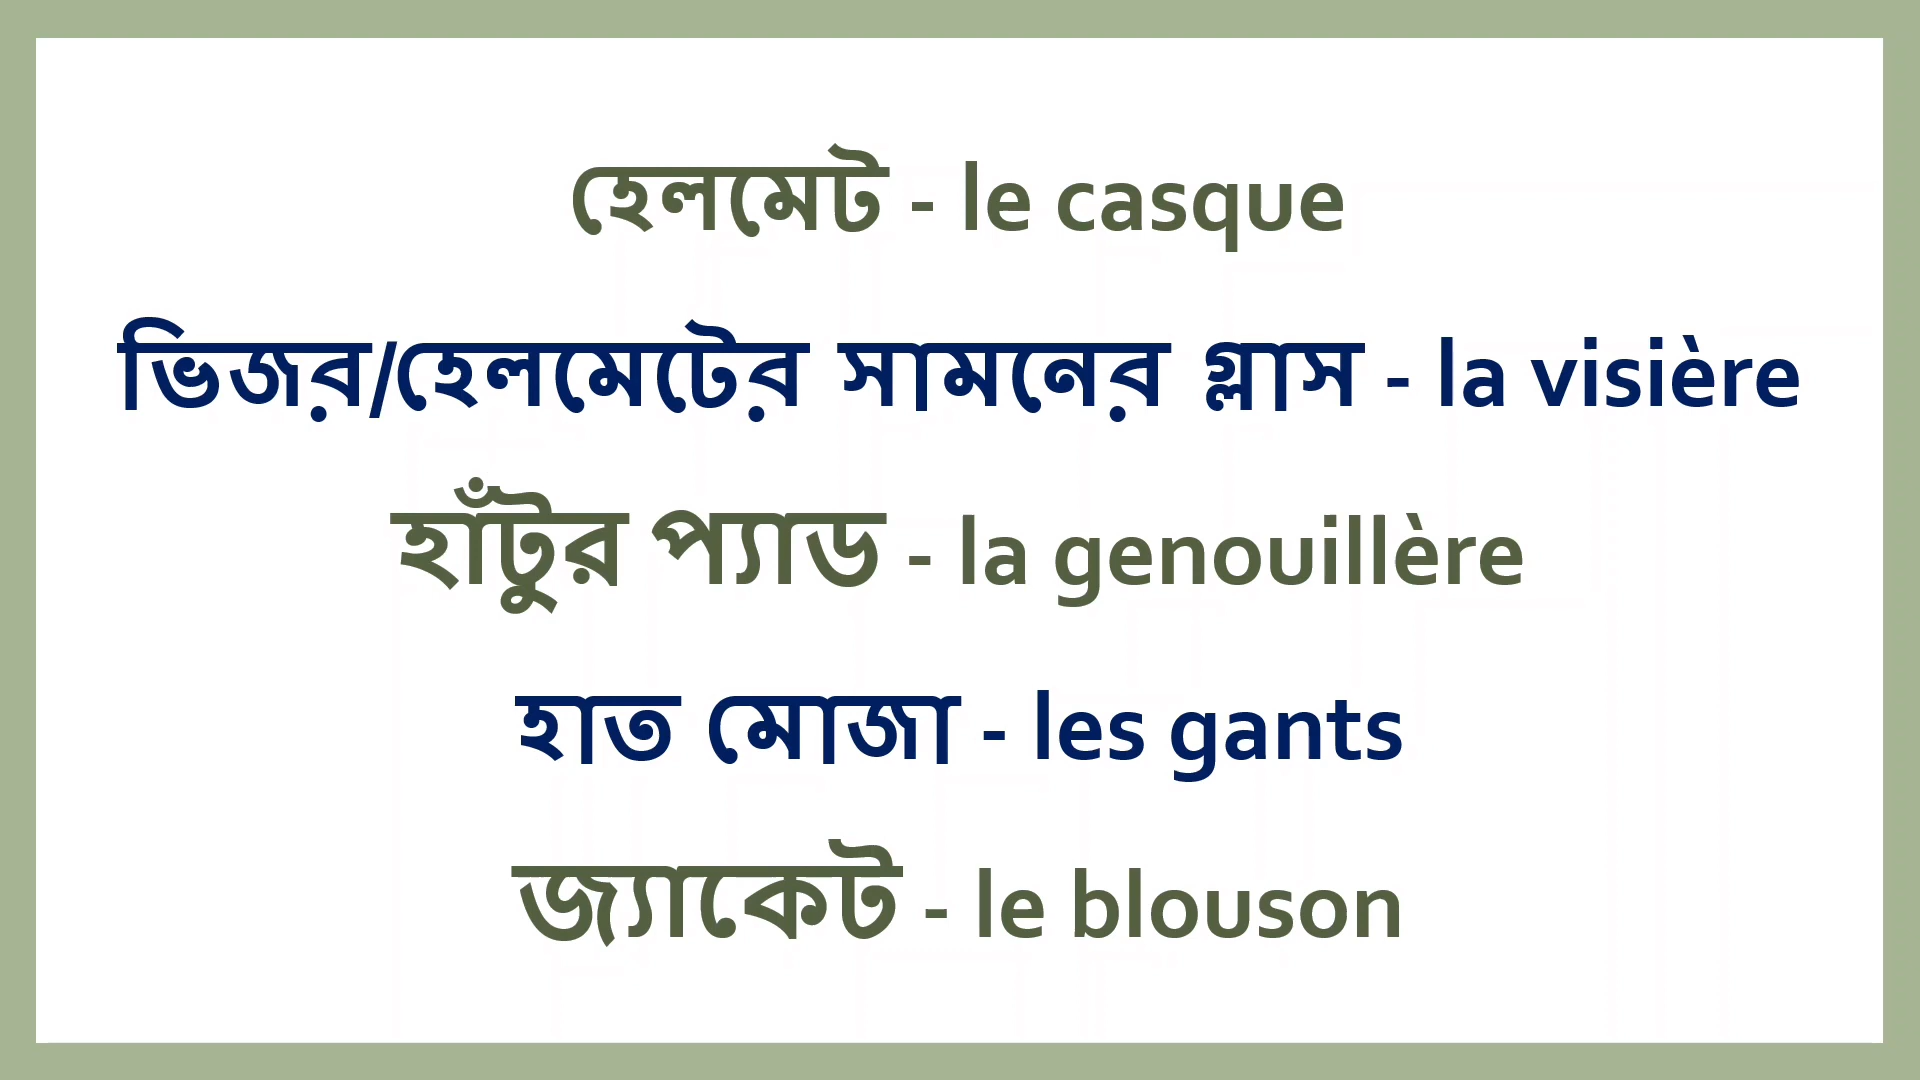 হেলমেট - le casque
ভিজর/হেলমেটের সামনের গ্লাস - la visière
হাঁটুর প্যাড - la genouillère
হাত মোজা - les gants
জ্যাকেট - le blouson